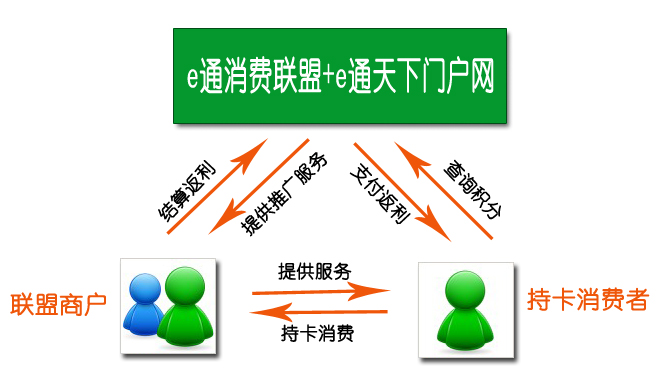 e通消费联盟+e通天下门户网
结算返利
提供推广服务
支付返利
查询积分
联盟商户
提供服务
持卡消费
持卡消费者